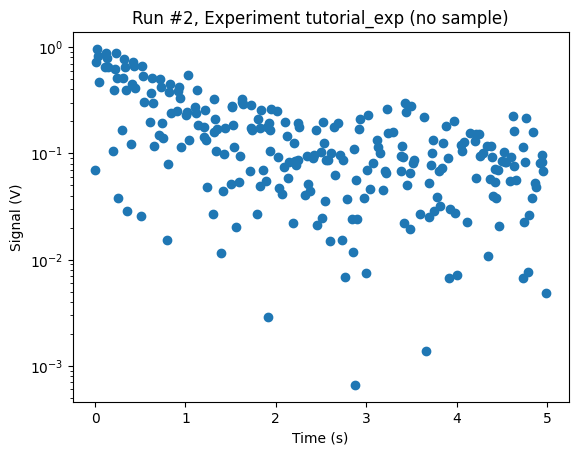 Run #2, Experiment tutorial_exp (no sample)
Signal (V)
10⁰
10⁻¹
10⁻²
10⁻³
0 1 2 3 4 5
Time (s)